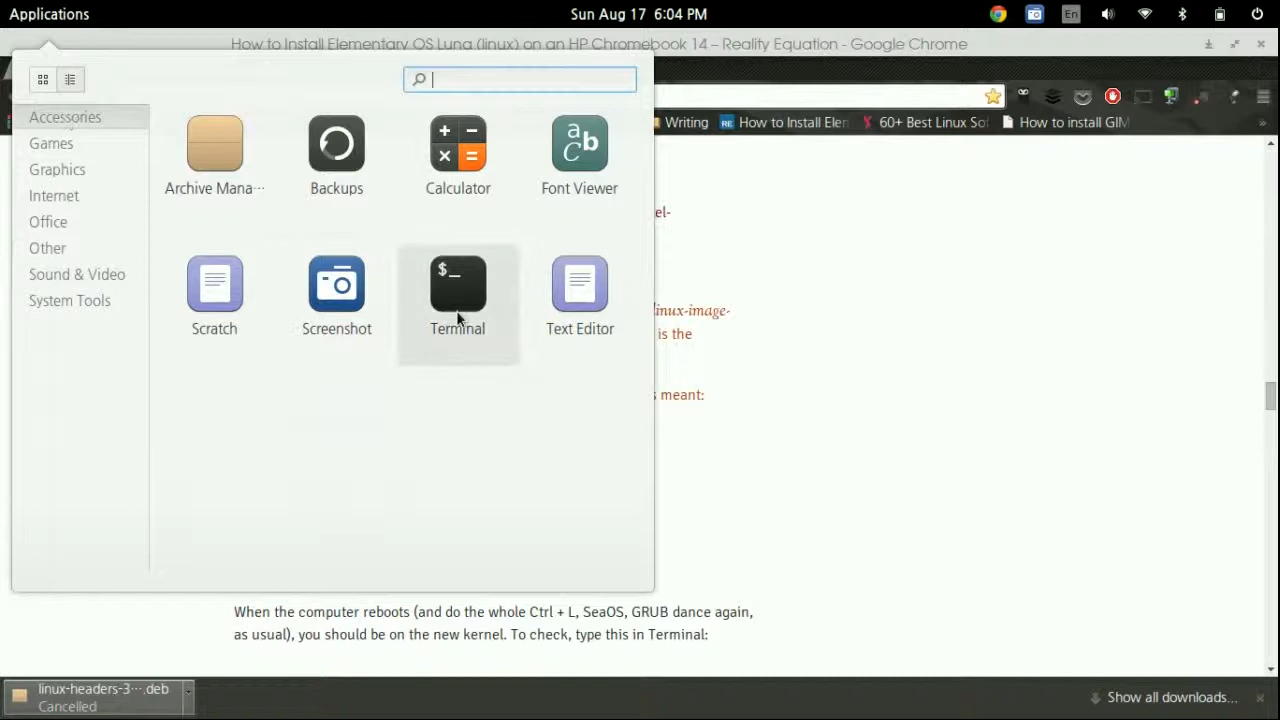 Applications
Sun Aug 17 6:04 PM
En
How to Install Elementary OS Luna (linux) on an HP Chromebook 14 – Reality Equation - Google Chrome
Writing
RE How to Install Elem
60+ Best Linux So
How to install GIM
Accessories
Games
Graphics
Internet
Office
Other
Sound & Video
System Tools
Archive Mana···
Backups
Calculator
Font Viewer
Scratch
Screenshot
$_
Terminal
Text Editor
el-
linux-image-
is the
s meant:
When the computer reboots (and do the whole Ctrl + L, SeaOS, GRUB dance again,
as usual), you should be on the new kernel. To check, type this in Terminal:
linux-headers-3···.deb
Cancelled
Show all downloads...